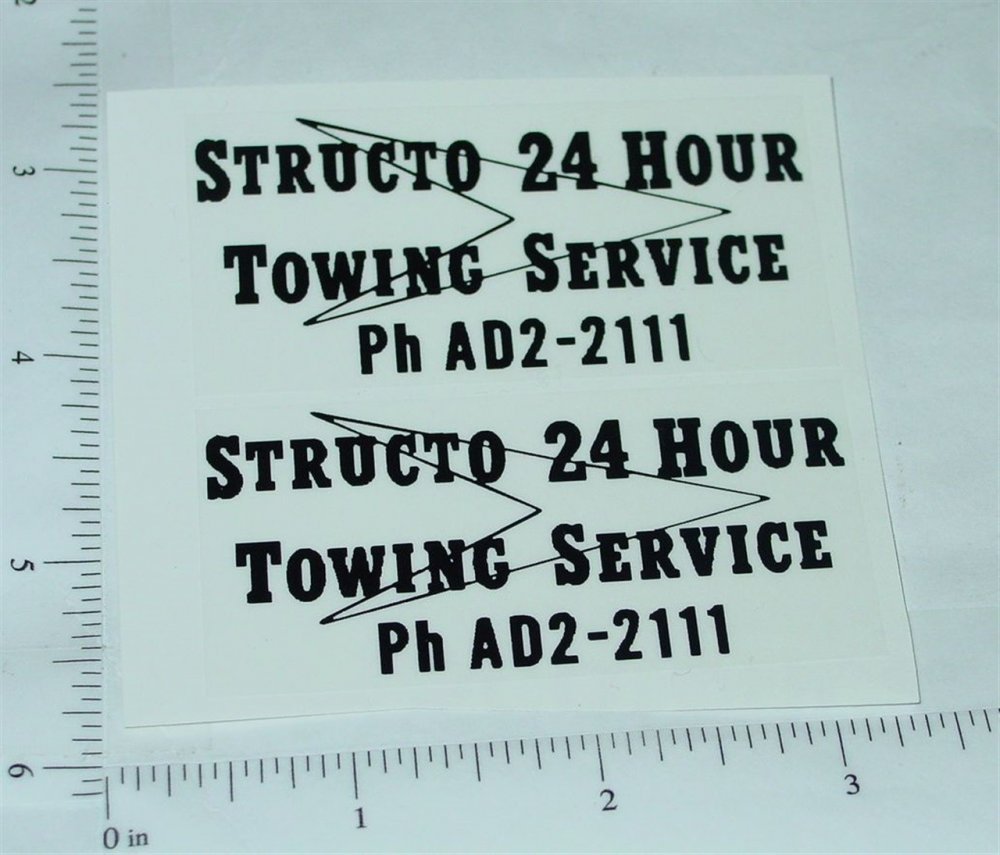 2
3
STRUCTO 24 HOUR
TOWING SERVICE
Ph AD2-2111
4
STRUCTO 24 HOUR
TOWING SERVICE
Ph AD2-2111
5
6
0 in 1 2 3